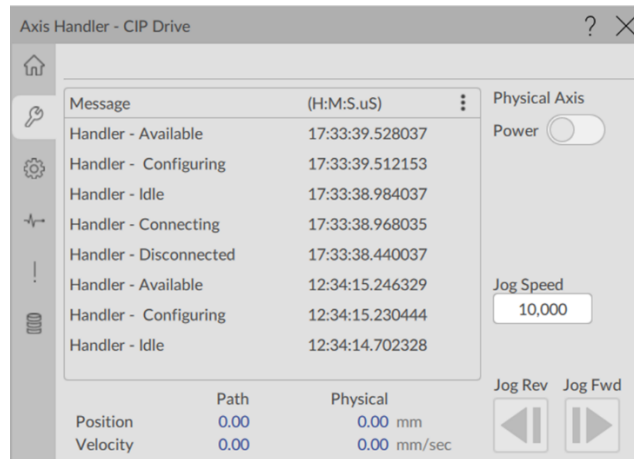 Axis Handler - CIP Drive ?
Message (H:M:S.uS)
Handler - Available 17:33:39.528037
Handler - Configuring 17:33:39.512153
Handler - Idle 17:33:38.984037
Handler - Connecting 17:33:38.968035
Handler - Disconnected 17:33:38.440037
Handler - Available 12:34:15.246329
Handler - Configuring 12:34:15.230444
Handler - Idle 12:34:14.702328
Physical Axis
Power
Jog Speed
10,000
Jog Rev Jog Fwd
Path Physical
Position 0.00 0.00 mm
Velocity 0.00 0.00 mm/sec